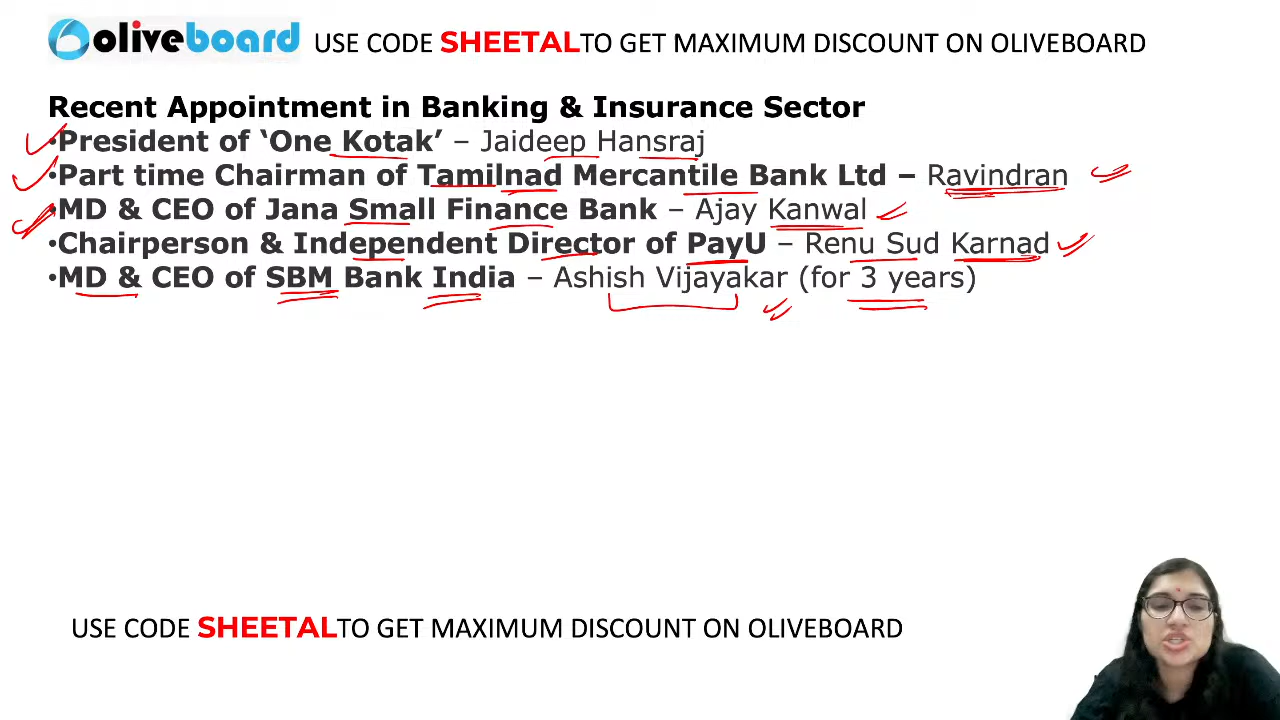 oliveboard USE CODE SHEETAL TO GET MAXIMUM DISCOUNT ON OLIVEBOARD
Recent Appointment in Banking & Insurance Sector
•President of ‘One Kotak’ – Jaideep Hansraj
•Part time Chairman of Tamilnad Mercantile Bank Ltd – Ravindran
•MD & CEO of Jana Small Finance Bank – Ajay Kanwal
•Chairperson & Independent Director of PayU – Renu Sud Karnad
•MD & CEO of SBM Bank India – Ashish Vijayakar (for 3 years)
USE CODE SHEETAL TO GET MAXIMUM DISCOUNT ON OLIVEBOARD